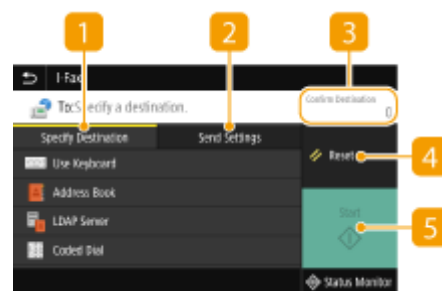 1
2
3
I-Fax
To:Specify a destination.
Confirm Destination
0
Specify Destination
Send Settings
Use Keyboard
Reset
4
Address Book
LDAP Server
Start
5
Coded Dial
Status Monitor